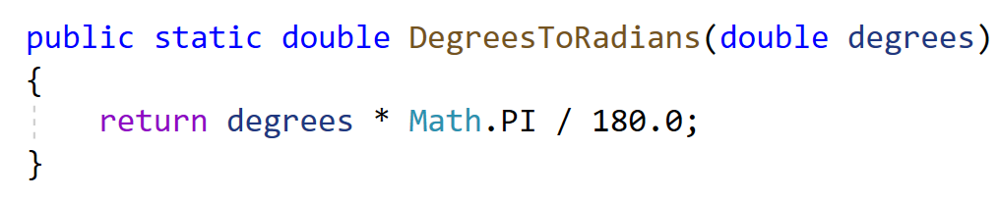 public static double DegreesToRadians(double degrees)
{
    return degrees * Math.PI / 180.0;
}